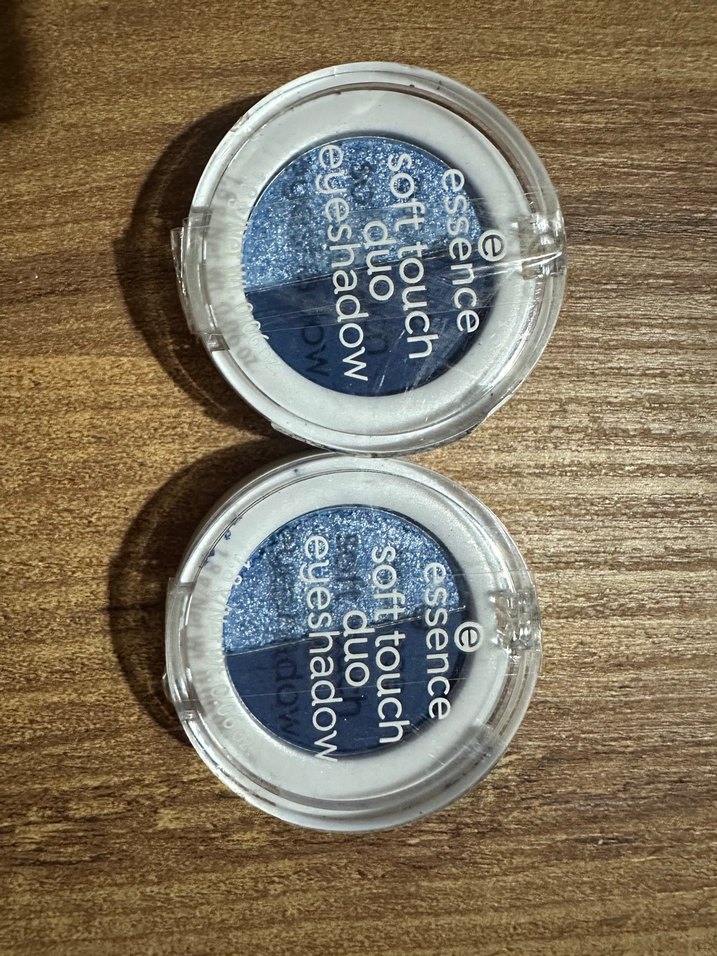 e
essence
soft touch
duo
eyeshadow
e
essence
soft touch
duo
eyeshadow